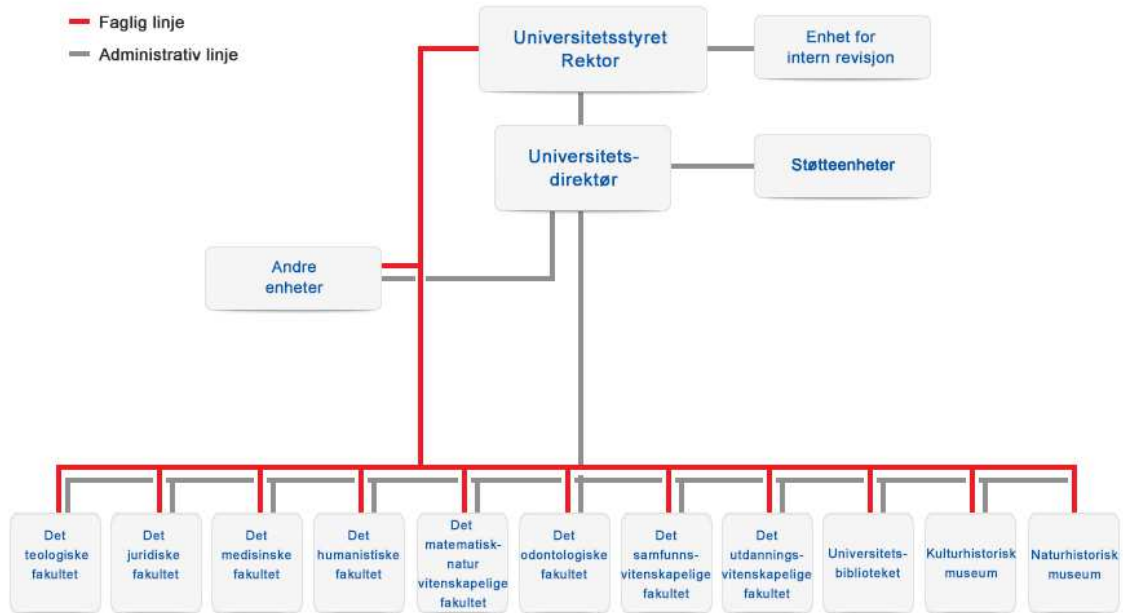 Faglig linje
Administrativ linje
Universitetsstyret
Rektor
Enhet for
intern revisjon
Universitets-
direktør
Støtteenheter
Andre
enheter
Det
teologiske
fakultet
Det
juridiske
fakultet
Det
medisinske
fakultet
Det
humanistiske
fakultet
Det
matematisk-
natur
vitenskapelige
fakultet
Det
odontologiske
fakultet
Det
samfunns-
vitenskapelige
fakultet
Det
utdannings-
vitenskapelige
fakultet
Universitets-
biblioteket
Kulturhistorisk
museum
Naturhistorisk
museum